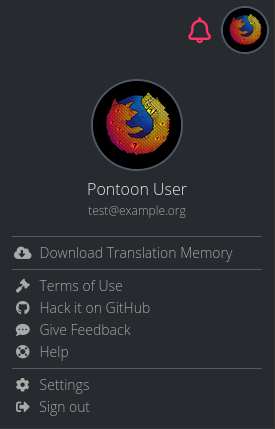 Pontoon User
test@example.org
Download Translation Memory
Terms of Use
Hack it on GitHub
Give Feedback
Help
Settings
Sign out